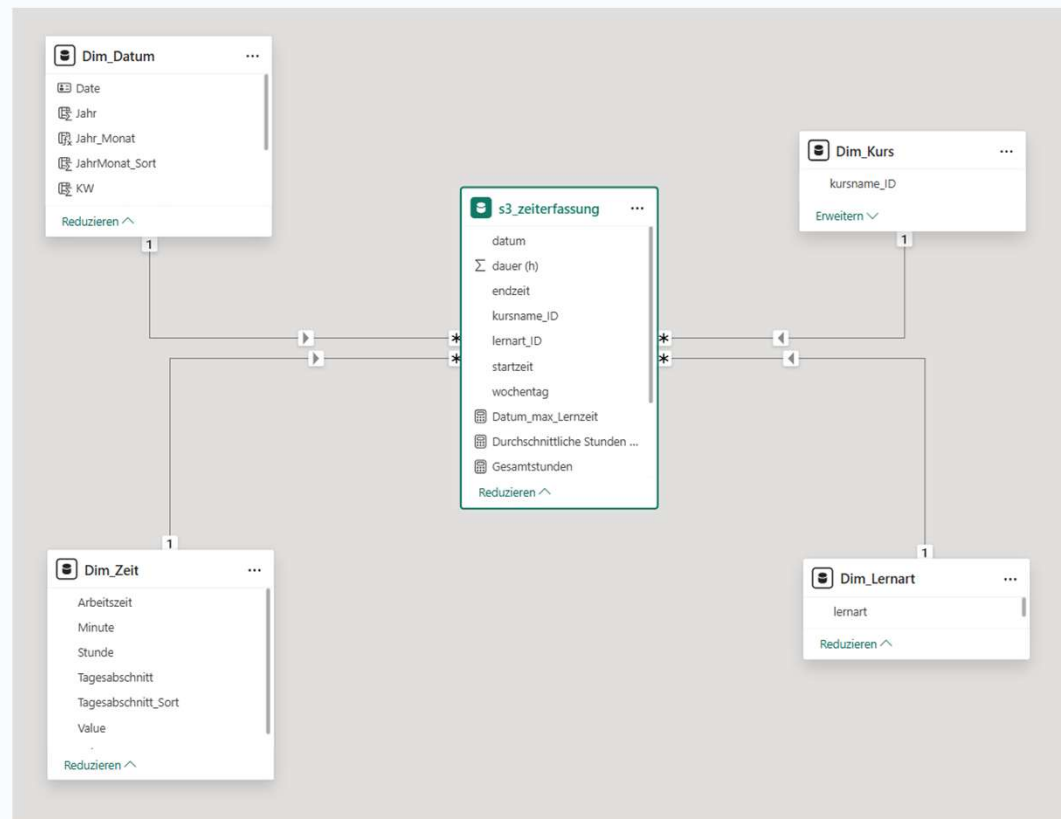 Dim_Datum
Date
Jahr
Jahr_Monat
JahrMonat_Sort
KW
Reduzieren
1
Dim_Kurs
kursname_ID
Erweitern
1
s3_zeiterfassung
datum
dauer (h)
endzeit
kursname_ID
lernart_ID
startzeit
wochentag
Datum_max_Lernzeit
Durchschnittliche Stunden ...
Gesamtstunden
Reduzieren
*
*
*
*
1
Dim_Zeit
Arbeitszeit
Minute
Stunde
Tagesabschnitt
Tagesabschnitt_Sort
Value
Reduzieren
1
Dim_Lernart
lernart
Reduzieren